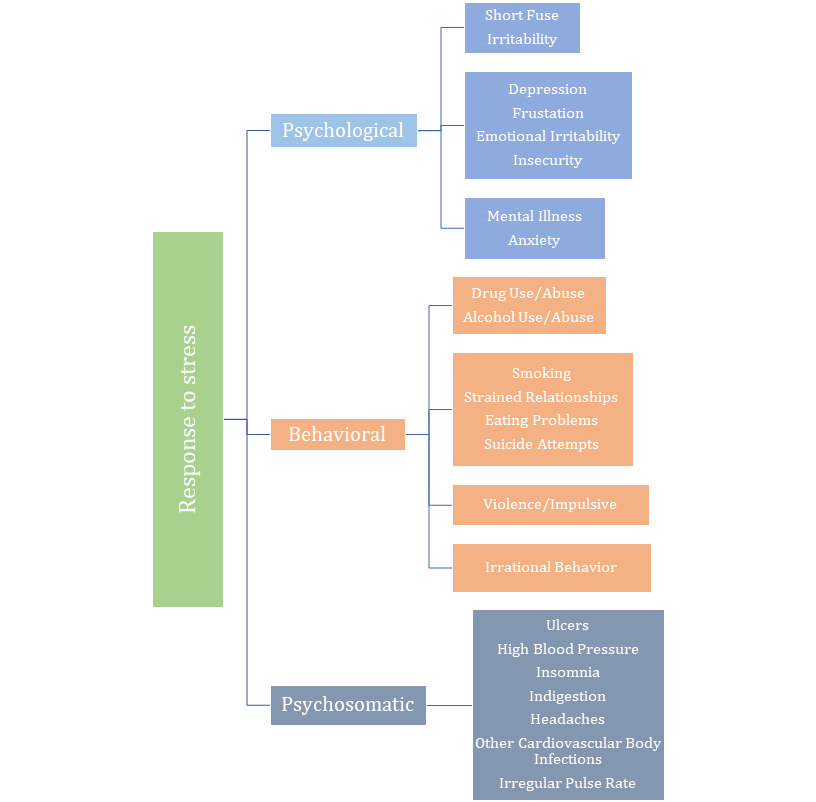 Response to stress
Psychological
Short Fuse
Irritability
Depression
Frustation
Emotional Irritability
Insecurity
Mental Illness
Anxiety
Behavioral
Drug Use/Abuse
Alcohol Use/Abuse
Smoking
Strained Relationships
Eating Problems
Suicide Attempts
Violence/Impulsive
Irrational Behavior
Psychosomatic
Ulcers
High Blood Pressure
Insomnia
Indigestion
Headaches
Other Cardiovascular Body
Infections
Irregular Pulse Rate